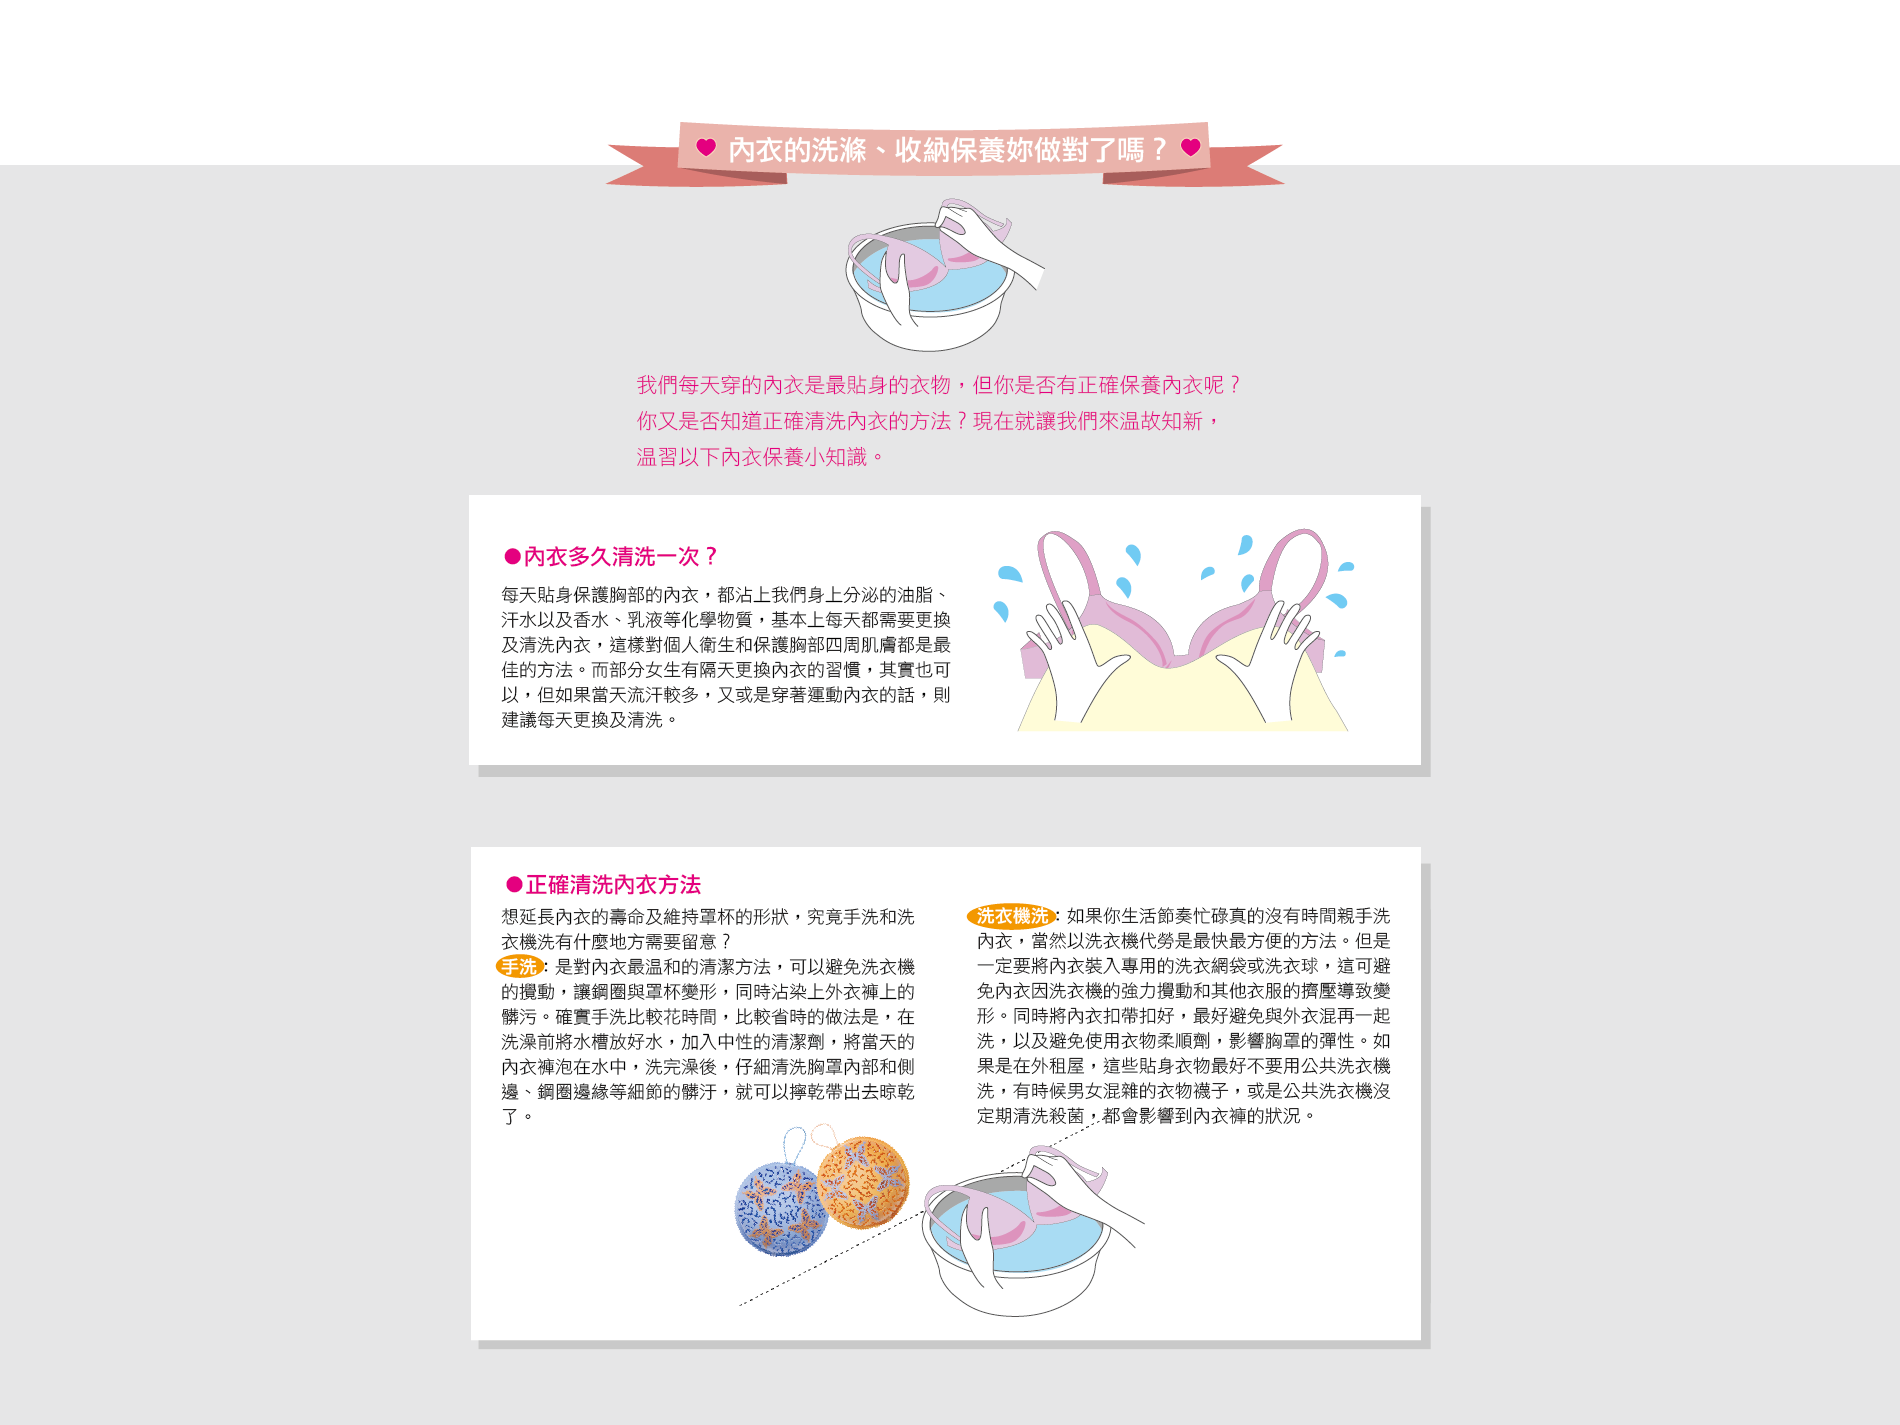 內衣的洗滌、收納保養妳做對了嗎？
我們每天穿的內衣是最貼身的衣物，但你是否有正確保養內衣呢？
你又是否知道正確清洗內衣的方法？現在就讓我們來温故知新，
温習以下內衣保養小知識。
●內衣多久清洗一次？
每天貼身保護胸部的內衣，都沾上我們身上分泌的油脂、
汗水以及香水、乳液等化學物質，基本上每天都需要更換
及清洗內衣，這樣對個人衛生和保護胸部四周肌膚都是最
佳的方法。而部分女生有隔天更換內衣的習慣，其實也可
以，但如果當天流汗較多，又或是穿著運動內衣的話，則
建議每天更換及清洗。
●正確清洗內衣方法
想延長內衣的壽命及維持罩杯的形狀，究竟手洗和洗
衣機洗有什麼地方需要留意？
手洗：是對內衣最温和的清潔方法，可以避免洗衣機
的攪動，讓鋼圈與罩杯變形，同時沾染上外衣褲上的
髒污。確實手洗比較花時間，比較省時的做法是，在
洗澡前將水槽放好水，加入中性的清潔劑，將當天的
內衣褲泡在水中，洗完澡後，仔細清洗胸罩內部和側
邊、鋼圈邊緣等細節的髒汙，就可以擰乾帶出去晾乾
了。
洗衣機洗：如果你生活節奏忙碌真的沒有時間親手洗
內衣，當然以洗衣機代勞是最快最方便的方法。但是
一定要將內衣裝入專用的洗衣網袋或洗衣球，這可避
免內衣因洗衣機的強力攪動和其他衣服的擠壓導致變
形。同時將內衣扣帶扣好，最好避免與外衣混再一起
洗，以及避免使用衣物柔順劑，影響胸罩的彈性。如
果是在外租屋，這些貼身衣物最好不要用公共洗衣機
洗，有時候男女混雜的衣物襪子，或是公共洗衣機沒
定期清洗殺菌，都會影響到內衣褲的狀況。